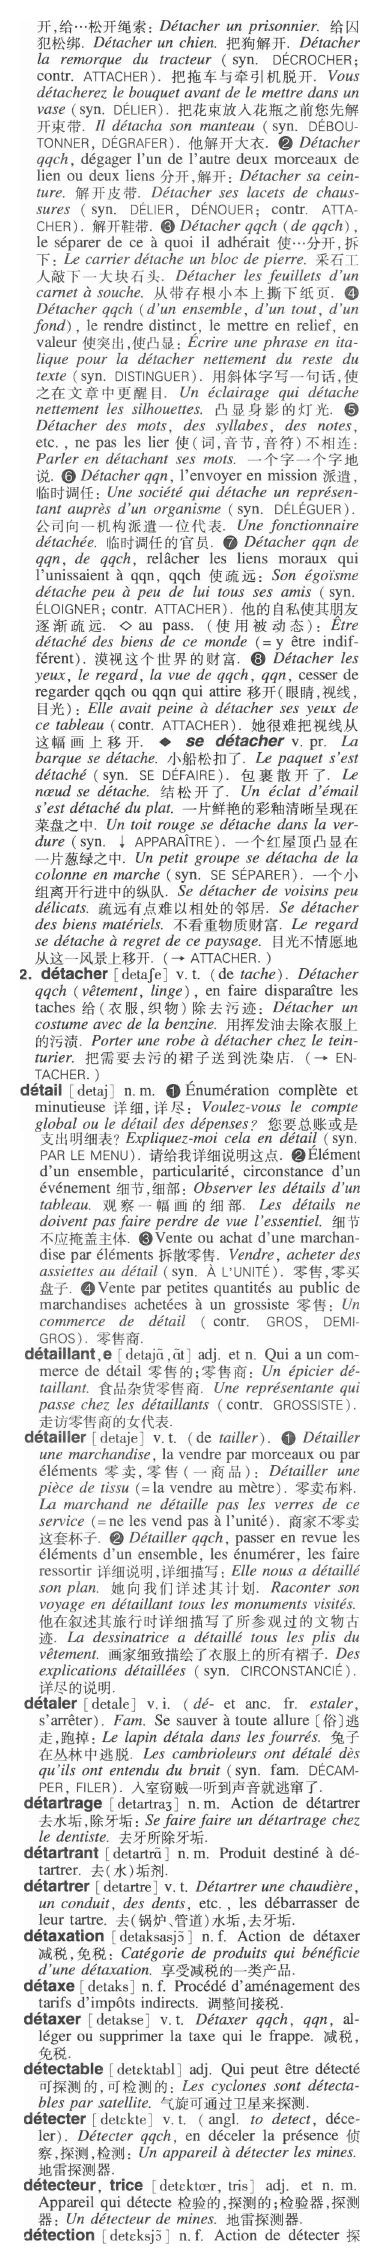 开,给…松开绳索: Détacher un prisonnier. 给囚
犯松绑. Détacher un chien. 把狗解开. Détacher
la remorque du tracteur (syn. DÉCROCHER;
contr. ATTACHER). 把拖车与牵引机脱开. Vous
détacherez le bouquet avant de le mettre dans un
vase (syn. DÉLIER). 把花束放入花瓶之前您先解
开束带. Il détacha son manteau (syn. DÉBOU-
TONNER, DÉGRAFER). 他解开大衣. ❷ Détacher
qqch, dégager l'un de l'autre deux morceaux de
lien ou deux liens 分开,解开: Détacher sa cein-
ture. 解开皮带. Détacher ses lacets de chaus-
sures (syn. DÉLIER, DÉNOUER; contr. ATTA-
CHER). 解开鞋带. ❸ Détacher qqch (de qqch),
le séparer de ce à quoi il adhérait 使…分开,拆
下: Le carrier détache un bloc de pierre. 采石工
人敲下一大块石头. Détacher les feuillets d'un
carnet à souche. 从带存根小本上撕下纸页. ❹
Détacher qqch (d'un ensemble, d'un tout, d'un
fond), le rendre distinct, le mettre en relief, en
valeur 使突出,使凸显: Écrire une phrase en ita-
lique pour la détacher nettement du reste du
texte (syn. DISTINGUER). 用斜体字写一句话,使
之在文章中更醒目. Un éclairage qui détache
nettement les silhouettes. 凸显身影的灯光. ❺
Détacher des mots, des syllabes, des notes,
etc., ne pas les lier 使(词,音节,音符)不相连:
Parler en détachant ses mots. 一个字一个字地
说. ❻ Détacher qqn, l'envoyer en mission 派遣,
临时调任: Une société qui détache un représen-
tant auprès d'un organisme (syn. DÉLÉGUER).
公司向一机构派遣一位代表. Une fonctionnaire
détachée. 临时调任的官员. ❼ Détacher qqn de
qqn, de qqch, relâcher les liens moraux qui
l'unissaient à qqn, qqch 使疏远: Son égoïsme
détache peu à peu de lui tous ses amis (syn.
ÉLOIGNER; contr. ATTACHER). 他的自私使其朋友
逐渐疏远. ◇ au pass. (使用被动态): Être
détaché des biens de ce monde (= y être indif-
férent). 漠视这个世界的财富. ❽ Détacher les
yeux, le regard, la vue de qqch, qqn, cesser de
regarder qqch ou qqn qui attire 移开(眼睛,视线,
目光): Elle avait peine à détacher ses yeux de
ce tableau (contr. ATTACHER). 她很难把视线从
这幅画上移开. ◆ se détacher v. pr. La
barque se détache. 小船松扣了. Le paquet s'est
détaché (syn. SE DÉFAIRE). 包裹散开了. Le
nœud se détache. 结松开了. Un éclat d'émail
s'est détaché du plat. 一片鲜艳的彩釉清晰呈现在
菜盘之中. Un toit rouge se détache dans la ver-
dure (syn. ↓ APPARAÎTRE). 一个红屋顶凸显在
一片葱绿之中. Un petit groupe se détacha de la
colonne en marche (syn. SE SÉPARER). 一个小
组离开行进中的纵队. Se détacher de voisins peu
délicats. 疏远有点难以相处的邻居. Se détacher
des biens matériels. 不看重物质财富. Le regard
se détache à regret de ce paysage. 目光不情愿地
从这一风景上移开. (→ ATTACHER.)
2. détacher [detaʃe] v. t. (de tache). Détacher
qqch (vêtement, linge), en faire disparaître les
taches 给(衣服,织物)除去污迹: Détacher un
costume avec de la benzine. 用挥发油去除衣服上
的污渍. Porter une robe à détacher chez le tein-
turier. 把需要去污的裙子送到洗染店. (→ EN-
TACHER.)
détail [detaj] n. m. ❶ Énumération complète et
minutieuse 详细,详尽: Voulez-vous le compte
global ou le détail des dépenses? 您要总账或是
支出明细表? Expliquez-moi cela en détail (syn.
PAR LE MENU). 请给我详细说明这点. ❷ Élément
d'un ensemble, particularité, circonstance d'un
événement 细节,细部: Observer les détails d'un
tableau. 观察一幅画的细部. Les détails ne
doivent pas faire perdre de vue l'essentiel. 细节
不应掩盖主体. ❸ Vente ou achat d'une marchan-
dise par éléments 拆散零售. Vendre, acheter des
assiettes au détail (syn. À L'UNITÉ). 零售,零买
盘子. ❹ Vente par petites quantités au public de
marchandises achetées à un grossiste 零售: Un
commerce de détail (contr. GROS, DEMI-
GROS). 零售商.
détaillant, e [detajɑ̃, ɑ̃t] adj. et n. Qui a un com-
merce de détail 零售的;零售商: Un épicier dé-
taillant. 食品杂货零售商. Une représentante qui
passe chez les détaillants (contr. GROSSISTE).
走访零售商的女代表.
détailler [detaje] v. t. (de tailler). ❶ Détailler
une marchandise, la vendre par morceaux ou par
éléments 零卖,零售(一商品): Détailler une
pièce de tissu (= la vendre au mètre). 零卖布料.
La marchand ne détaille pas les verres de ce
service (= ne les vend pas à l'unité). 商家不零卖
这套杯子. ❷ Détailler qqch, passer en revue les
éléments d'un ensemble, les énumérer, les faire
ressortir 详细说明,详细描写: Elle nous a détaillé
son plan. 她向我们详述其计划. Raconter son
voyage en détaillant tous les monuments visités.
他在叙述其旅行时详细描写了所参观过的文物古
迹. La dessinatrice a détaillé tous les plis du
vêtement. 画家细致描绘了衣服上的所有褶子. Des
explications détaillées (syn. CIRCONSTANCIÉ).
详尽的说明.
détaler [detale] v. i. (dé- et anc. fr. estaler,
s'arrêter). Fam. Se sauver à toute allure [俗]逃
走,跑掉: Le lapin détala dans les fourrés. 兔子
在丛林中逃脱. Les cambrioleurs ont détalé dès
qu'ils ont entendu du bruit (syn. fam. DÉCAM-
PER, FILER). 入室窃贼一听到声音就逃窜了.
détartrage [detartraʒ] n. m. Action de détartrer
去水垢,除牙垢: Se faire faire un détartrage chez
le dentiste. 去牙所除牙垢.
détartrant [detartrɑ̃] n. m. Produit destiné à dé-
tartrer. 去(水)垢剂.
détartrer [detartre] v. t. Détartrer une chaudière,
un conduit, des dents, etc., les débarrasser de
leur tartre. 去(锅炉、管道)水垢,去牙垢.
détaxation [detaksasjɔ̃] n. f. Action de détaxer
减税,免税: Catégorie de produits qui bénéficie
d'une détaxation. 享受减税的一类产品.
détaxe [detaks] n. f. Procédé d'aménagement des
tarifs d'impôts indirects. 调整间接税.
détaxer [detakse] v. t. Détaxer qqch, qqn, al-
léger ou supprimer la taxe qui le frappe. 减税,
免税.
détectable [detɛktabl] adj. Qui peut être détecté
可探测的,可检测的: Les cyclones sont détecta-
bles par satellite. 气旋可通过卫星来探测.
détecter [detɛkte] v. t. (angl. to detect, déce-
ler). Détecter qqch, en déceler la présence 侦
察,探测,检测: Un appareil à détecter les mines.
地雷探测器.
détecteur, trice [detɛktœr, tris] adj. et n. m.
Appareil qui détecte 检验的,探测的;检验器,探测
器: Un détecteur de mines. 地雷探测器.
détection [detɛksjɔ̃] n. f. Action de détecter 探